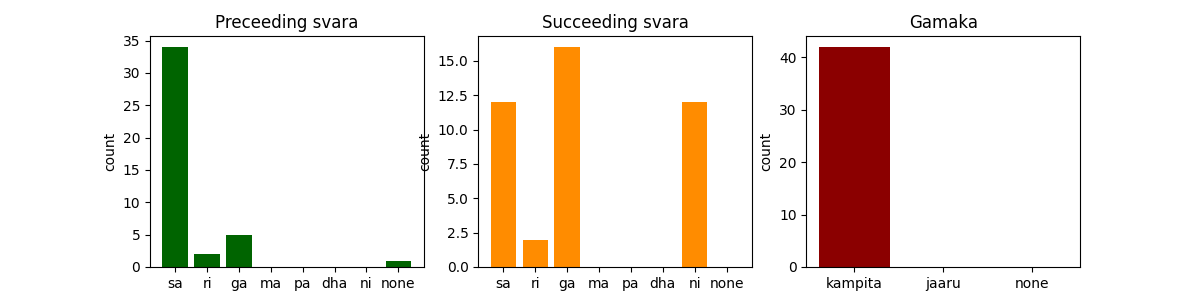 Preceeding svara
count
35
30
25
20
15
10
5
0
sa ri ga ma pa dha ni none
Succeeding svara
count
15.0
12.5
10.0
7.5
5.0
2.5
0.0
sa ri ga ma pa dha ni none
Gamaka
count
40
30
20
10
0
kampita jaaru none